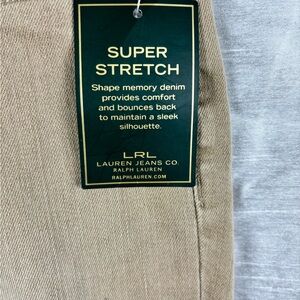 SUPER
STRETCH
Shape memory denim
provides comfort
and bounces back
to maintain a sleek
silhouette.
LRL
LAUREN JEANS CO.
RALPH LAUREN
RALPHLAUREN.COM